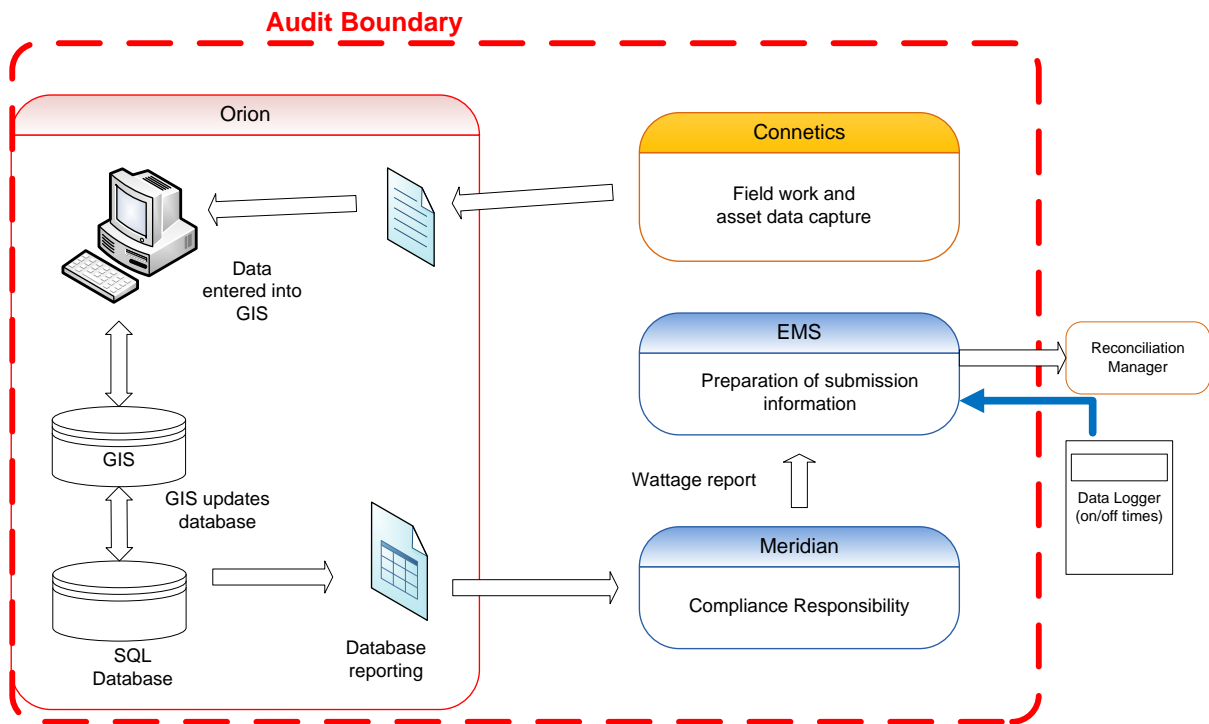 Audit Boundary
Orion
Data
entered into
GIS
GIS
GIS updates
database
SQL
Database
Database
reporting
Connetics
Field work and
asset data capture
EMS
Preparation of submission
information
Wattage report
Meridian
Compliance Responsibility
Reconciliation
Manager
Data Logger
(on/off times)